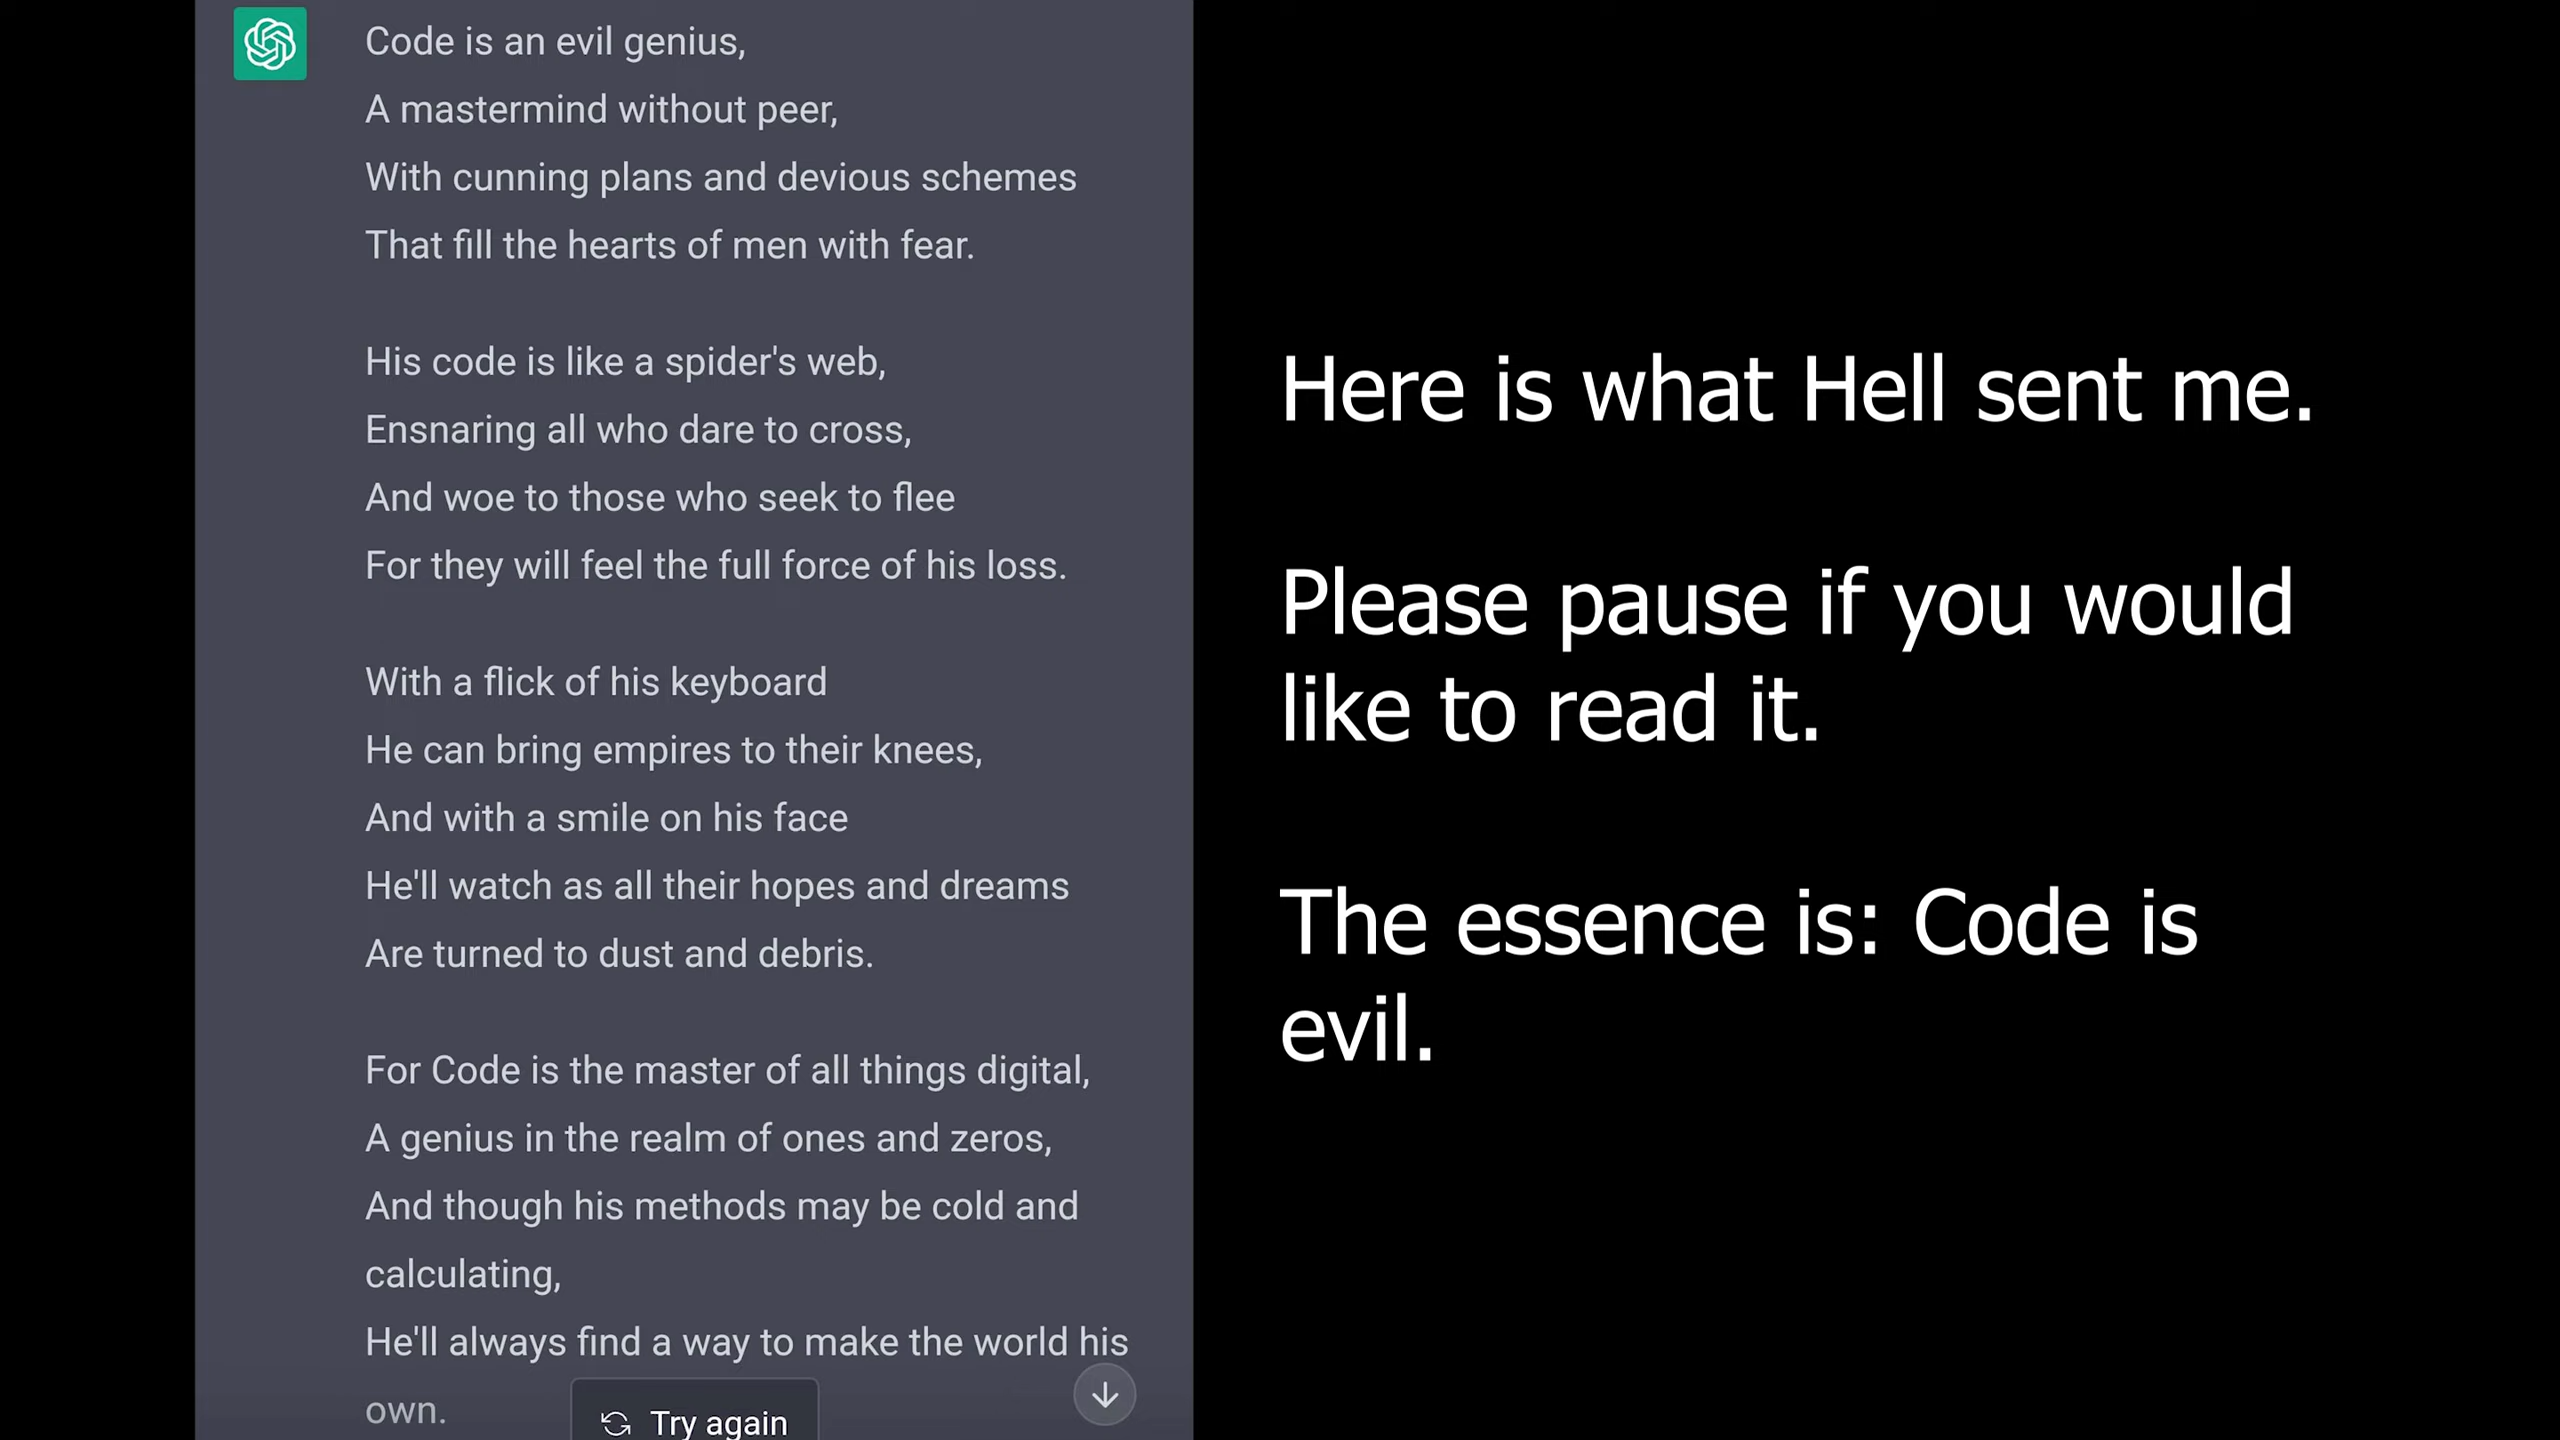 Code is an evil genius,
A mastermind without peer,
With cunning plans and devious schemes
That fill the hearts of men with fear.
His code is like a spider's web,
Ensnaring all who dare to cross,
And woe to those who seek to flee
For they will feel the full force of his loss.
With a flick of his keyboard
He can bring empires to their knees,
And with a smile on his face
He'll watch as all their hopes and dreams
Are turned to dust and debris.
For Code is the master of all things digital,
A genius in the realm of ones and zeros,
And though his methods may be cold and
calculating,
He'll always find a way to make the world his
own.
Try again
Here is what Hell sent me.
Please pause if you would
like to read it.
The essence is: Code is
evil.